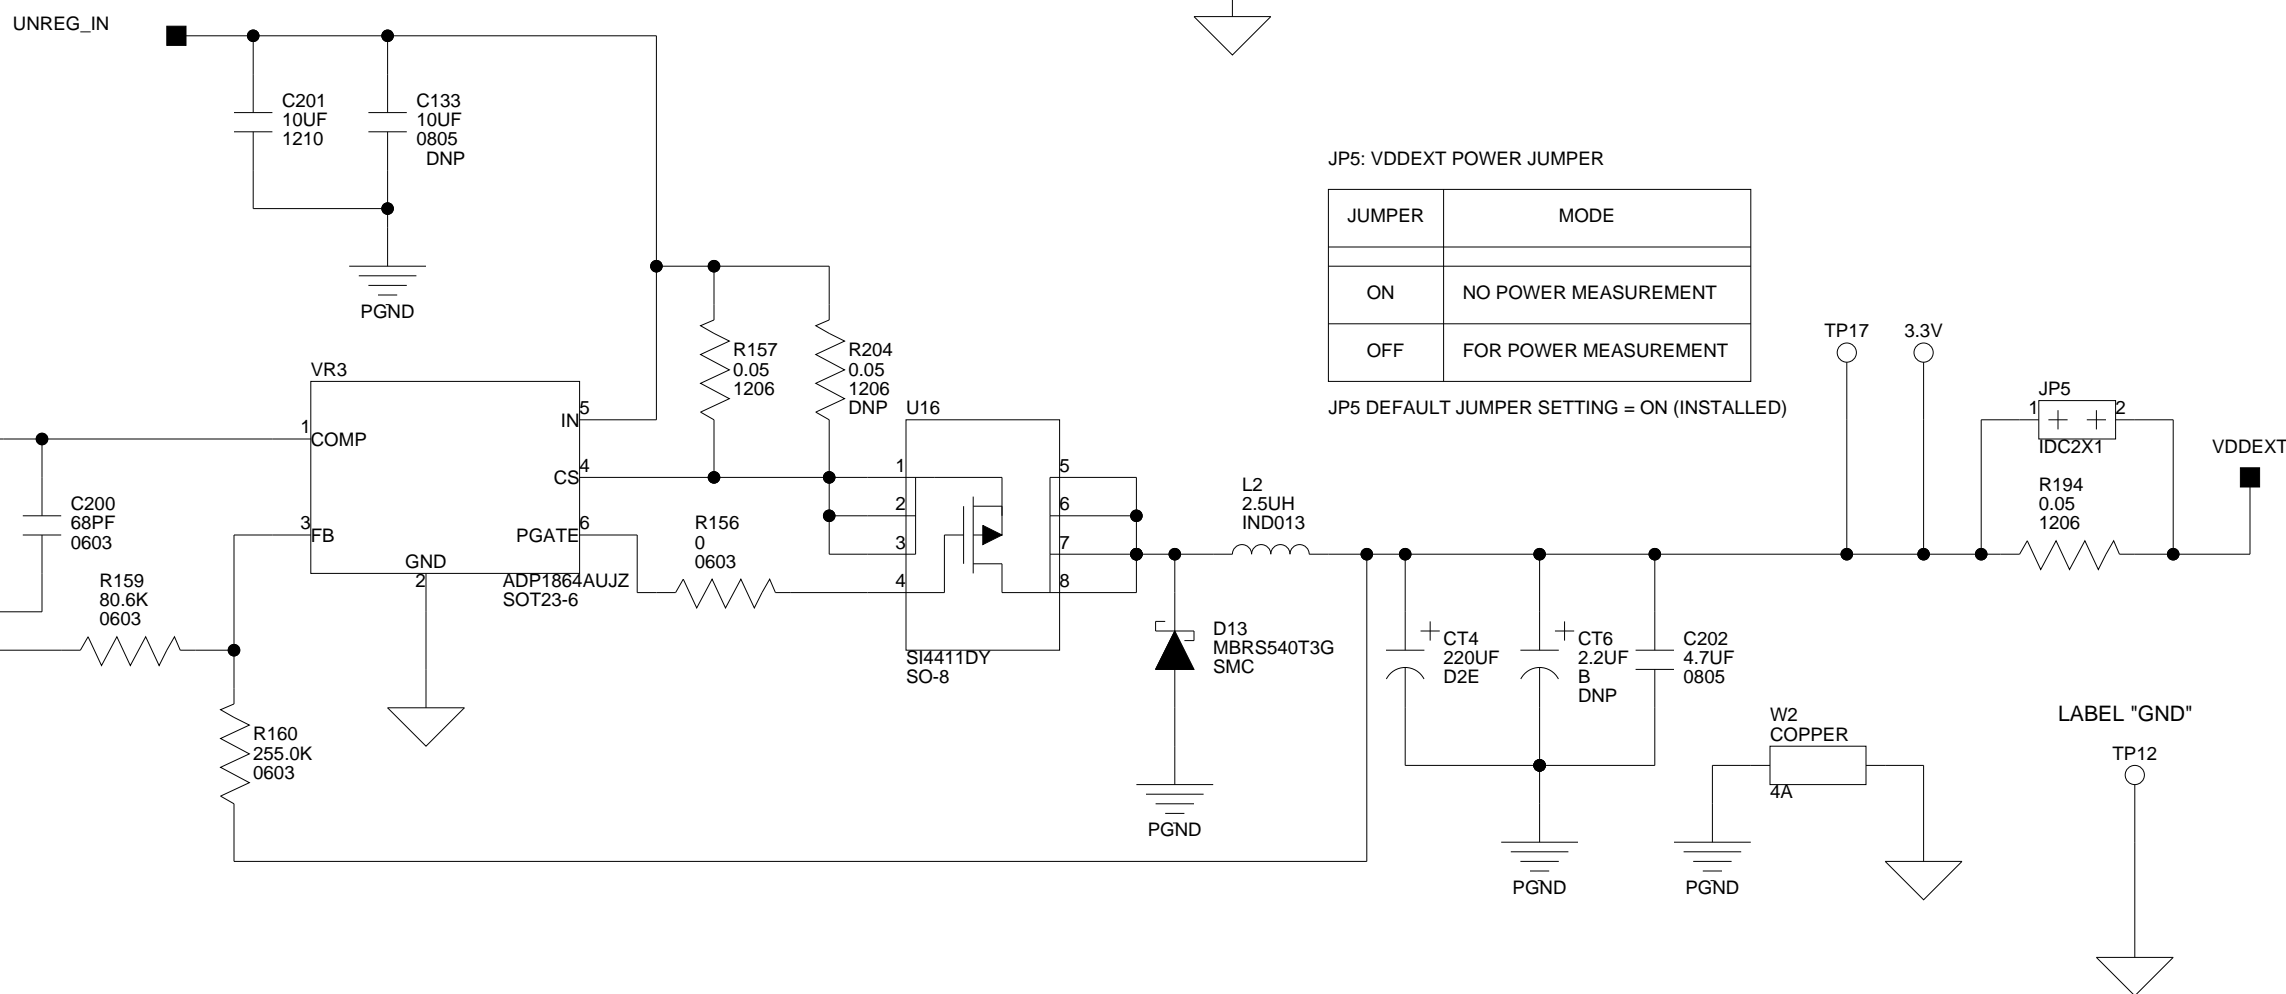 UNREG_IN
C201
10UF
1210
C133
10UF
0805
DNP
PGND
JP5: VDDEXT POWER JUMPER
JUMPER MODE
ON NO POWER MEASUREMENT
OFF FOR POWER MEASUREMENT
JP5 DEFAULT JUMPER SETTING = ON (INSTALLED)
R157
0.05
1206
R204
0.05
1206
DNP
VR3
1 COMP
3 FB
IN 5
CS 4
PGATE 6
GND
2
ADP1864AUJZ
SOT23-6
C200
68PF
0603
R159
80.6K
0603
R160
255.0K
0603
R156
0
0603
U16
1
2
3
4
5
6
7
8
SI4411DY
SO-8
L2
2.5UH
IND013
D13
MBRS540T3G
SMC
PGND
CT4
220UF
D2E
CT6
2.2UF
B
DNP
C202
4.7UF
0805
PGND
TP17
3.3V
JP5
1 2
IDC2X1
R194
0.05
1206
VDDEXT
W2
COPPER
4A
PGND
LABEL "GND"
TP12